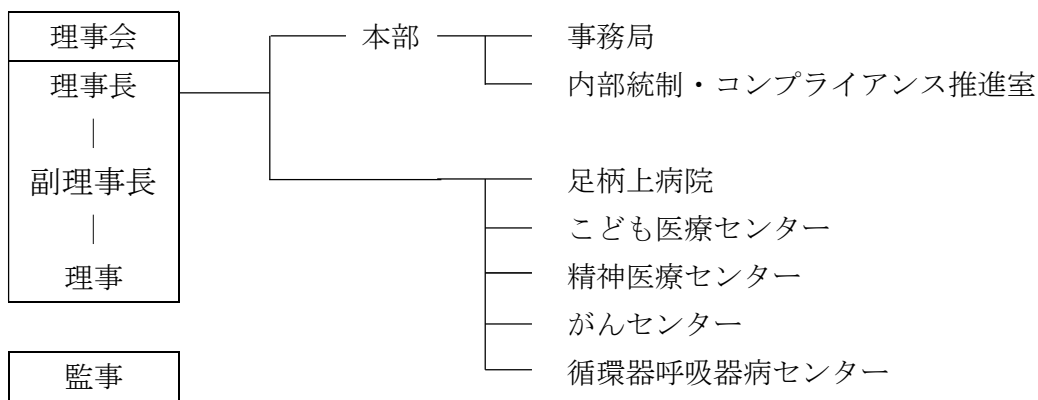 理事会
理事長
副理事長
理事
監事
本部
事務局
内部統制・コンプライアンス推進室
足柄上病院
こども医療センター
精神医療センター
がんセンター
循環器呼吸器病センター